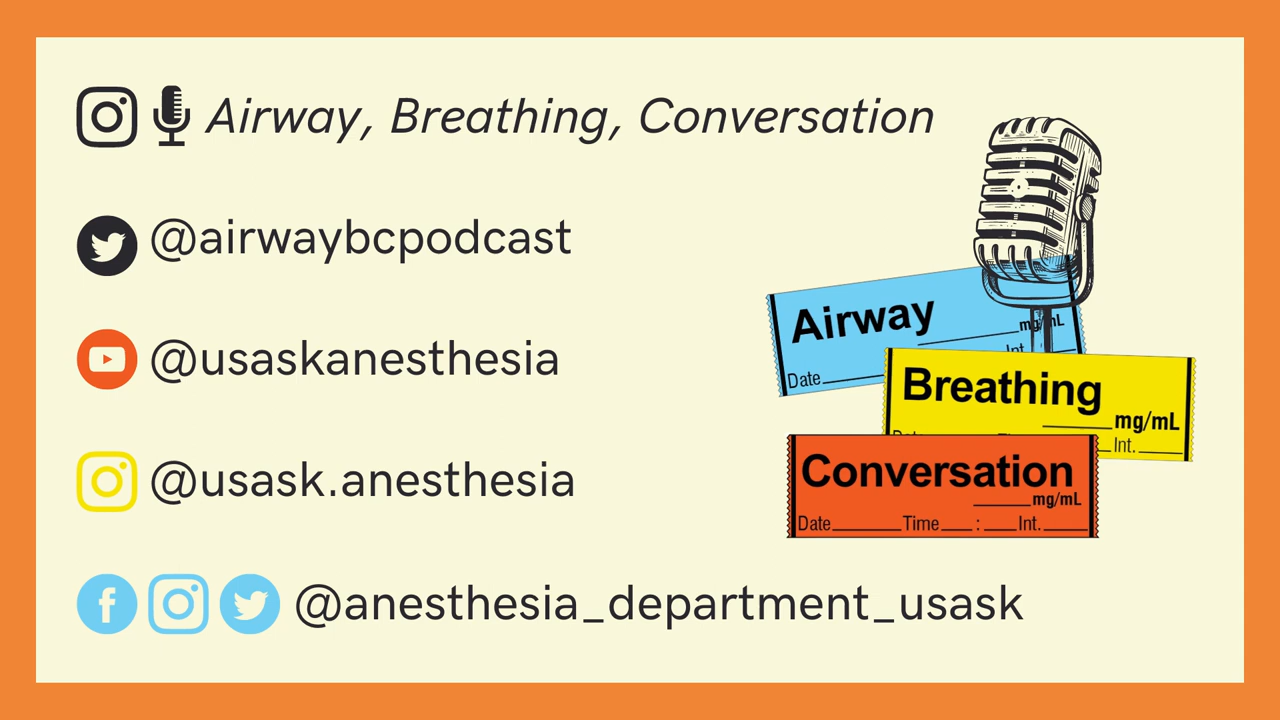 Airway, Breathing, Conversation
@airwaybcpodcast
@usaskanesthesia
@usask.anesthesia
@anesthesia_department_usask
Airway
mg/mL
Int.
Date
Breathing
mg/mL
Int.
Conversation
mg/mL
Date Time : Int.